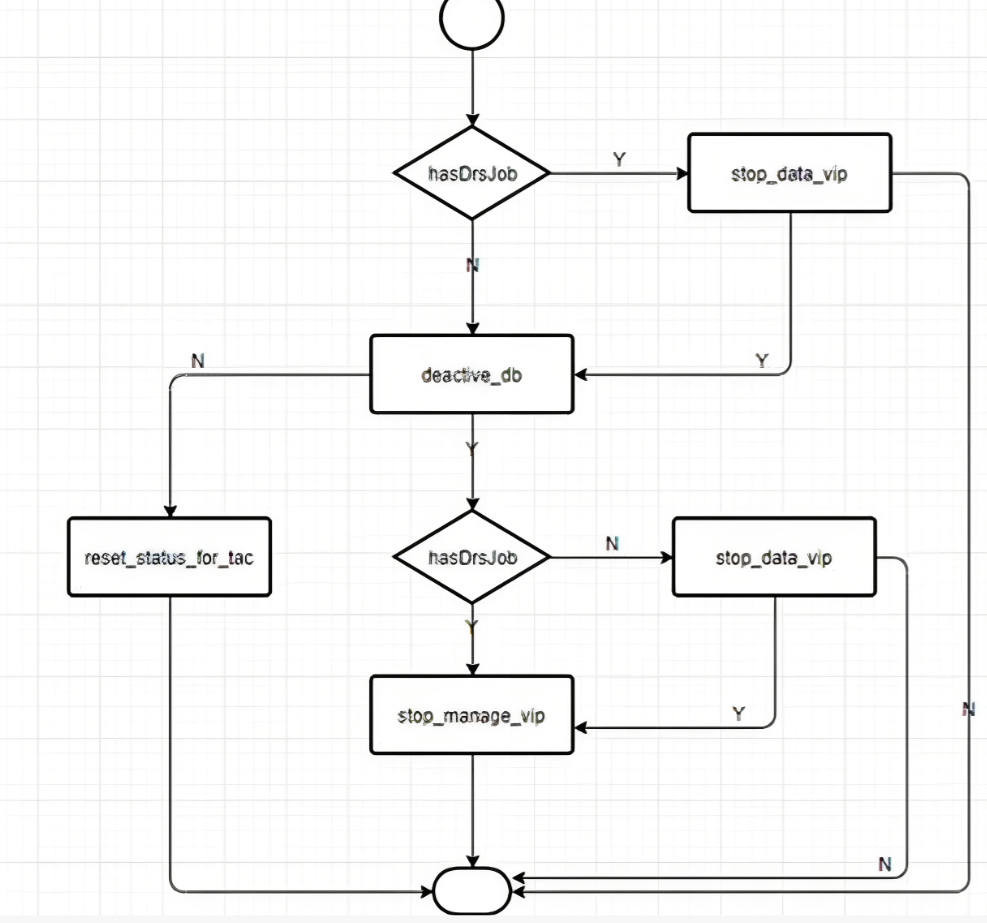 hasDrsJob
Y
stop_data_vip
N
deactive_db
Y
N
Y
hasDrsJob
N
stop_data_vip
reset_status_for_tac
Y
stop_manage_vip
Y
N
N